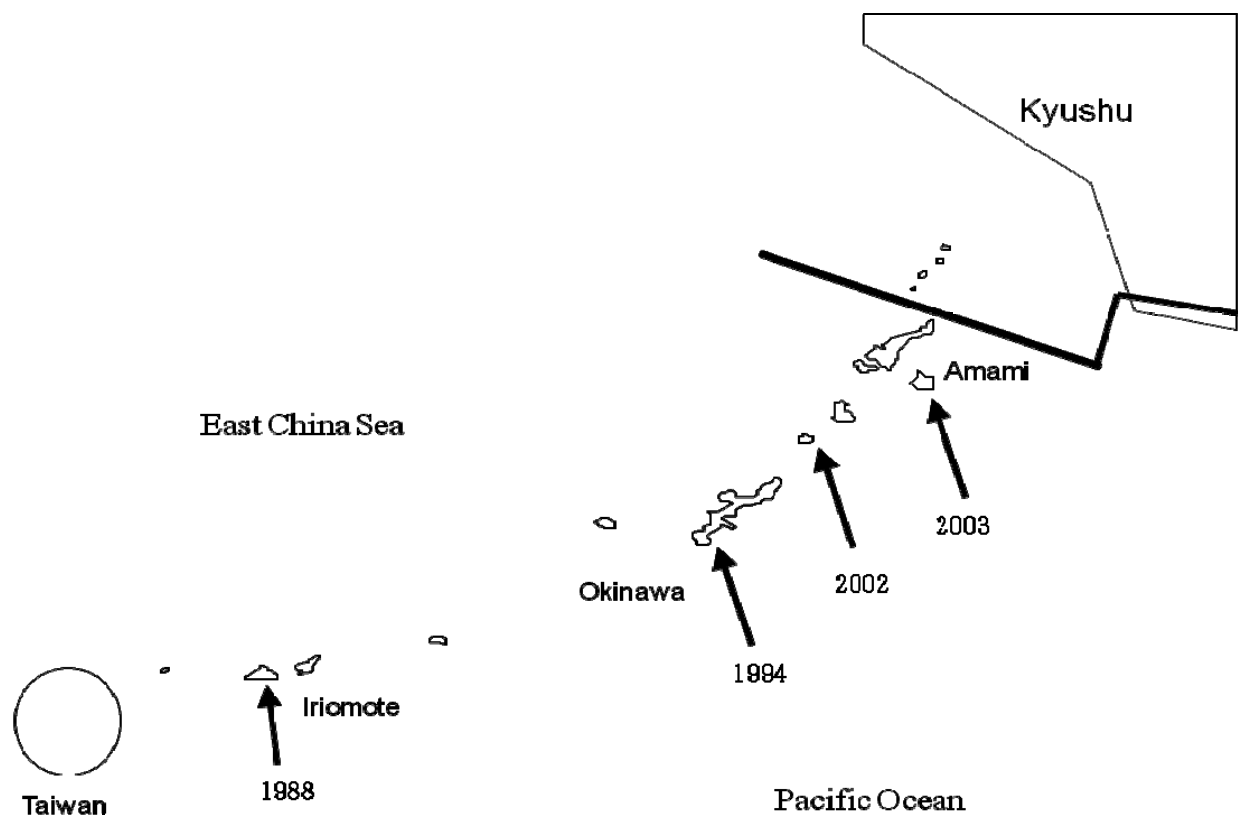 Kyushu
Amami
East China Sea
2003
2002
Okinawa
1994
Iriomote
1988
Taiwan
Pacific Ocean